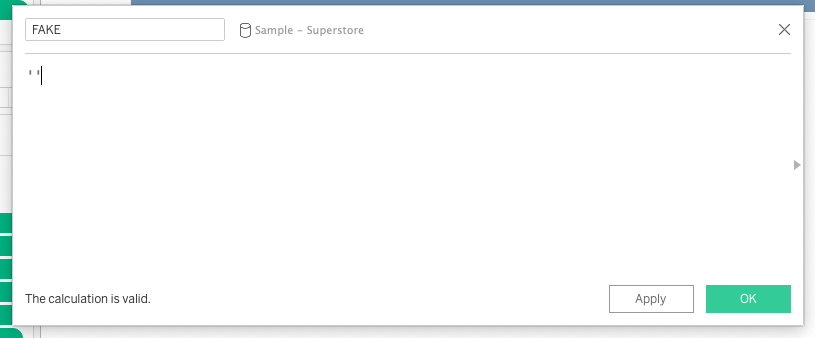 FAKE
Sample - Superstore
''
The calculation is valid.
Apply
OK